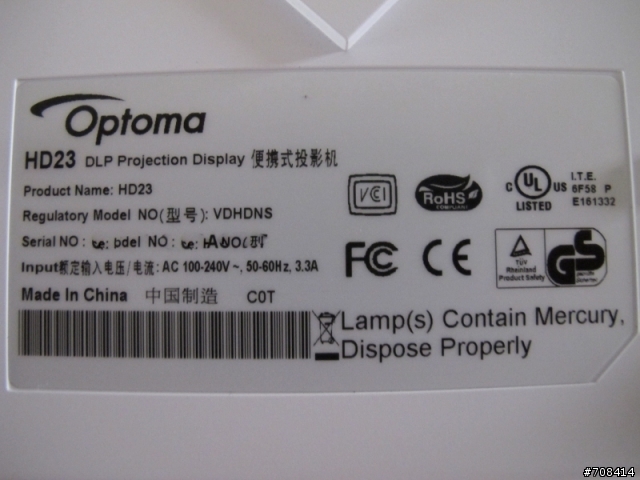 Optoma
HD23 DLP Projection Display 便携式投影机
Product Name: HD23
Regulatory Model NO(型号): VDHDNS
Serial NO :
Input额定输入电压/电流: AC 100-240V ~, 50-60Hz, 3.3A
Made In China 中国制造 C0T
VCCI
RoHS
COMPLIANT
C UL US
LISTED
I.T.E.
6F58 P
E161332
FC CE
TÜV
Rheinland
Product Safety
GS
geprüfte
Sicherheit
Lamp(s) Contain Mercury,
Dispose Properly
#708414